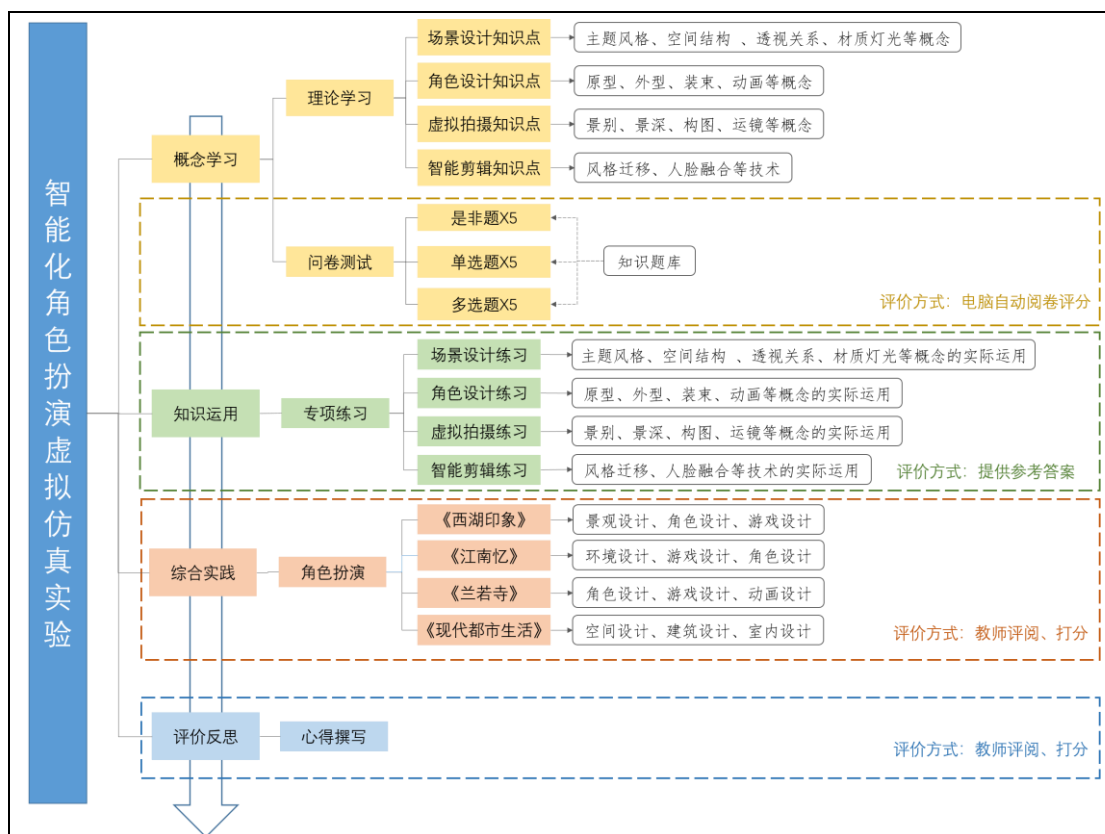 智能化角色扮演虚拟仿真实验
概念学习
理论学习
场景设计知识点
主题风格、空间结构 、透视关系、材质灯光等概念
角色设计知识点
原型、外型、装束、动画等概念
虚拟拍摄知识点
景别、景深、构图、运镜等概念
智能剪辑知识点
风格迁移、人脸融合等技术
问卷测试
是非题X5
单选题X5
多选题X5
知识题库
评价方式：电脑自动阅卷评分
知识运用
专项练习
场景设计练习
主题风格、空间结构 、透视关系、材质灯光等概念的实际运用
角色设计练习
原型、外型、装束、动画等概念的实际运用
虚拟拍摄练习
景别、景深、构图、运镜等概念的实际运用
智能剪辑练习
风格迁移、人脸融合等技术的实际运用
评价方式：提供参考答案
综合实践
角色扮演
《西湖印象》
景观设计、角色设计、游戏设计
《江南忆》
环境设计、游戏设计、角色设计
《兰若寺》
角色设计、游戏设计、动画设计
《现代都市生活》
空间设计、建筑设计、室内设计
评价方式：教师评阅、打分
评价反思
心得撰写
评价方式：教师评阅、打分